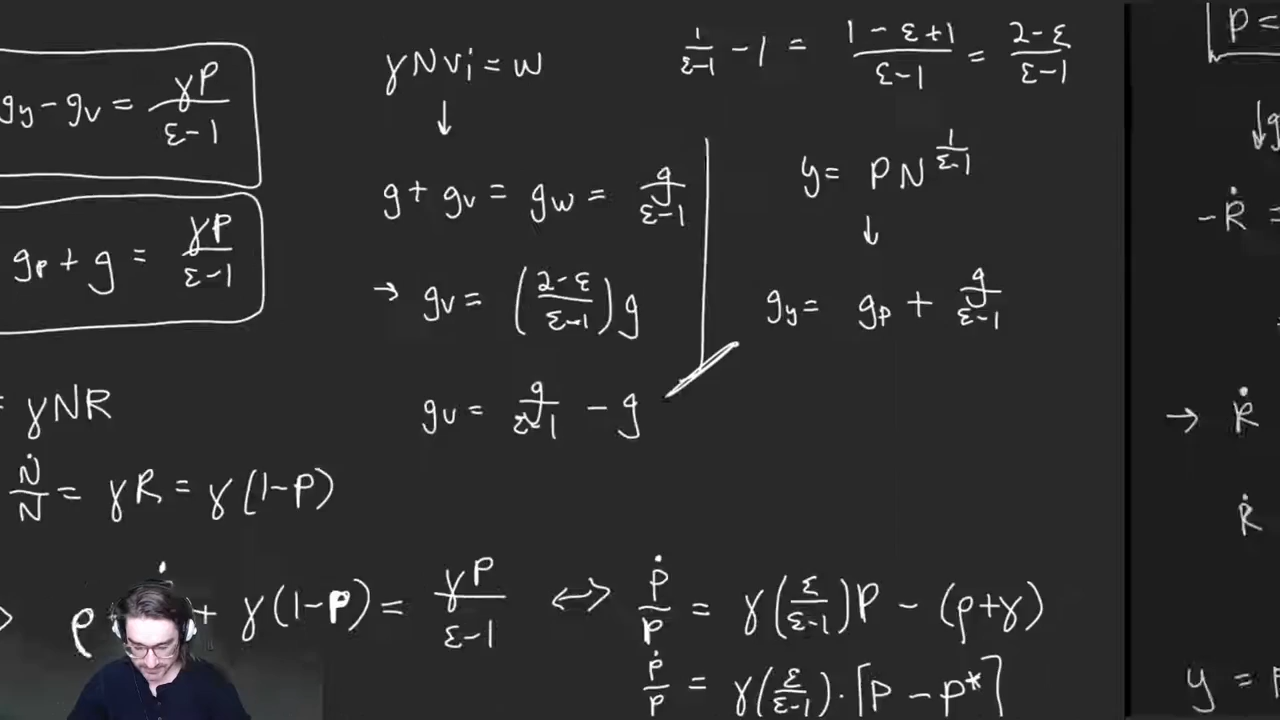 gy - gv = γP/(ε-1)
gp + g = γP/(ε-1)
= γNR
Ṅ/N = γR = γ(1-P)
ρ + γ(1-P) = γP/(ε-1) ⟺ Ṗ/P = γ(ε/(ε-1))P - (ρ+γ)
Ṗ/P = γ(ε/(ε-1))·[P - P*]
γNvi = w
↓
g + gv = gw = g/(ε-1)
→ gv = ((2-ε)/(ε-1))g
gv = g/(ε-1) - g
1/(ε-1) - 1 = (1-ε+1)/(ε-1) = (2-ε)/(ε-1)
y = PN^(1/(ε-1))
↓
gy = gp + g/(ε-1)
P =
↓g
-Ṙ =
→ Ṙ
Ṙ
y = P